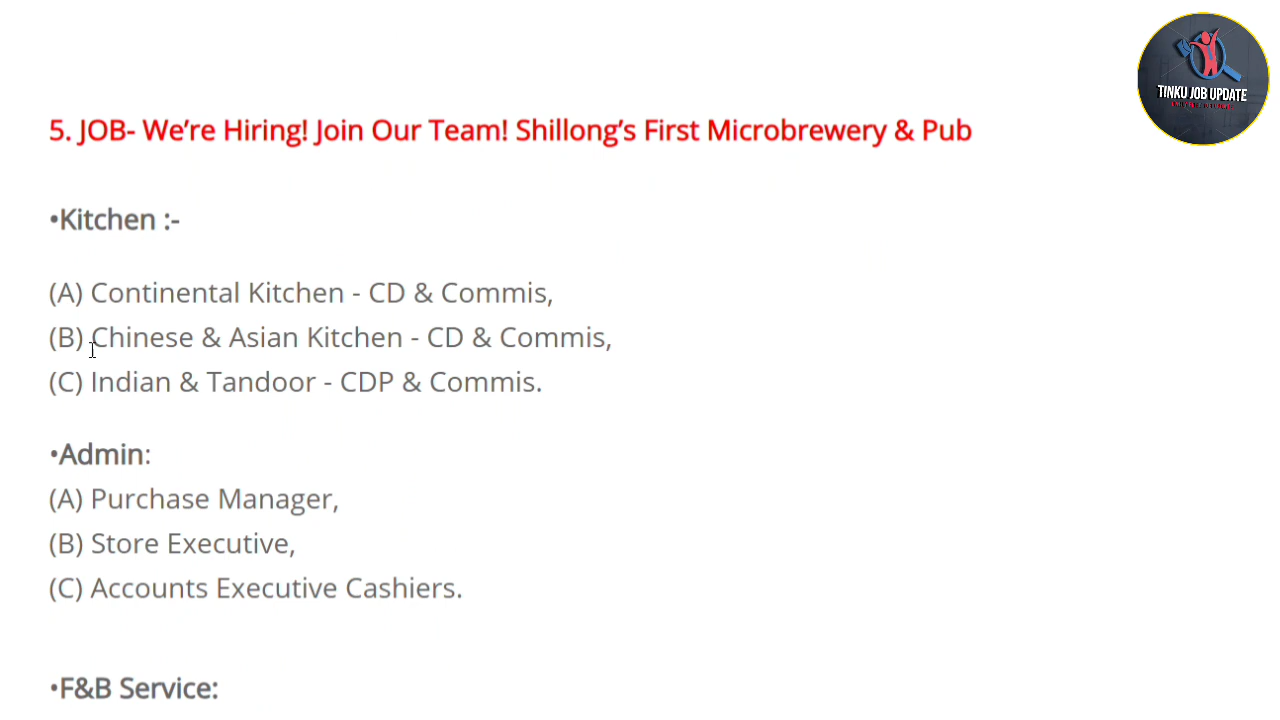 TINKU JOB UPDATE
5. JOB- We’re Hiring! Join Our Team! Shillong’s First Microbrewery & Pub
•Kitchen :-
(A) Continental Kitchen - CD & Commis,
(B) Chinese & Asian Kitchen - CD & Commis,
(C) Indian & Tandoor - CDP & Commis.
•Admin:
(A) Purchase Manager,
(B) Store Executive,
(C) Accounts Executive Cashiers.
•F&B Service: